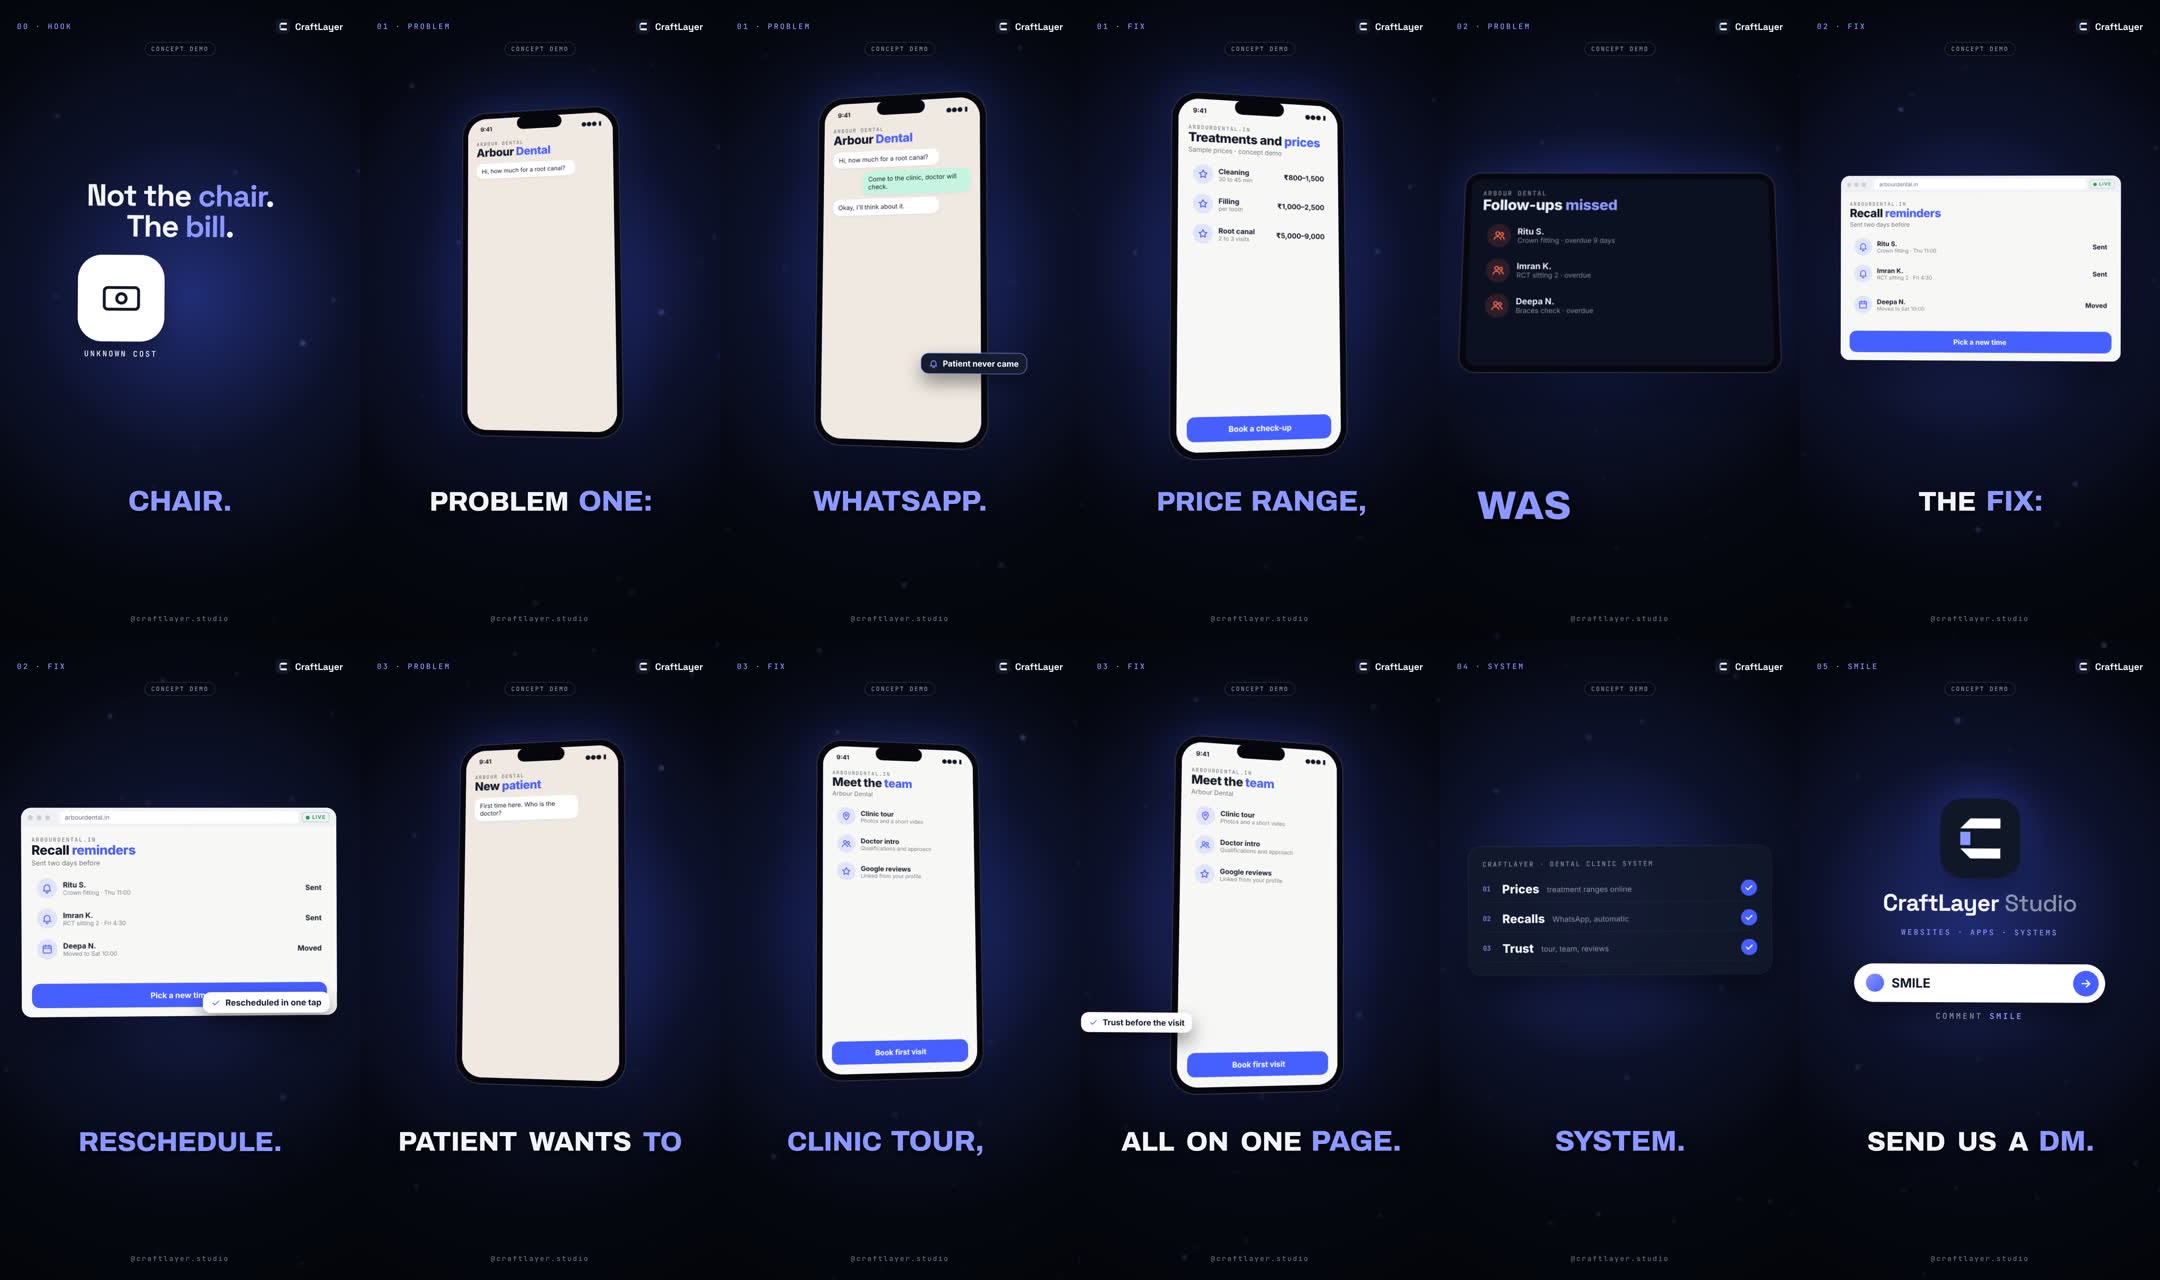 00 · HOOK
CraftLayer
CONCEPT DEMO
Not the chair.
The bill.
UNKNOWN COST
CHAIR.
@craftlayer.studio
01 · PROBLEM
CraftLayer
CONCEPT DEMO
9:41
ARBOUR DENTAL
Arbour Dental
Hi, how much for a root canal?
PROBLEM ONE:
@craftlayer.studio
01 · PROBLEM
CraftLayer
CONCEPT DEMO
9:41
ARBOUR DENTAL
Arbour Dental
Hi, how much for a root canal?
Come to the clinic, doctor will
check.
Okay, I'll think about it.
Patient never came
WHATSAPP.
@craftlayer.studio
01 · FIX
CraftLayer
CONCEPT DEMO
9:41
ARBOURDENTAL.IN
Treatments and prices
Sample prices · concept demo
Cleaning
30 to 45 min
₹800–1,500
Filling
per tooth
₹1,000–2,500
Root canal
2 to 3 visits
₹5,000–9,000
Book a check-up
PRICE RANGE,
@craftlayer.studio
02 · PROBLEM
CraftLayer
CONCEPT DEMO
ARBOUR DENTAL
Follow-ups missed
Ritu S.
Crown fitting · overdue 9 days
Imran K.
RCT sitting 2 · overdue
Deepa N.
Braces check · overdue
WAS
@craftlayer.studio
02 · FIX
CraftLayer
CONCEPT DEMO
arbourdental.in
LIVE
ARBOURDENTAL.IN
Recall reminders
Sent two days before
Ritu S.
Crown fitting · Thu 11:00
Sent
Imran K.
RCT sitting 2 · Fri 4:30
Sent
Deepa N.
Moved to Sat 10:00
Moved
Pick a new time
THE FIX:
@craftlayer.studio
02 · FIX
CraftLayer
CONCEPT DEMO
arbourdental.in
LIVE
ARBOURDENTAL.IN
Recall reminders
Sent two days before
Ritu S.
Crown fitting · Thu 11:00
Sent
Imran K.
RCT sitting 2 · Fri 4:30
Sent
Deepa N.
Moved to Sat 10:00
Moved
Pick a new tim
Rescheduled in one tap
RESCHEDULE.
@craftlayer.studio
03 · PROBLEM
CraftLayer
CONCEPT DEMO
9:41
ARBOUR DENTAL
New patient
First time here. Who is the
doctor?
PATIENT WANTS TO
@craftlayer.studio
03 · FIX
CraftLayer
CONCEPT DEMO
9:41
ARBOURDENTAL.IN
Meet the team
Arbour Dental
Clinic tour
Photos and a short video
Doctor intro
Qualifications and approach
Google reviews
Linked from your profile
Book first visit
CLINIC TOUR,
@craftlayer.studio
03 · FIX
CraftLayer
CONCEPT DEMO
9:41
ARBOURDENTAL.IN
Meet the team
Arbour Dental
Clinic tour
Photos and a short video
Doctor intro
Qualifications and approach
Google reviews
Linked from your profile
Trust before the visit
Book first visit
ALL ON ONE PAGE.
@craftlayer.studio
04 · SYSTEM
CraftLayer
CONCEPT DEMO
CRAFTLAYER · DENTAL CLINIC SYSTEM
01 Prices treatment ranges online
02 Recalls WhatsApp, automatic
03 Trust tour, team, reviews
SYSTEM.
@craftlayer.studio
05 · SMILE
CraftLayer
CONCEPT DEMO
CraftLayer Studio
WEBSITES · APPS · SYSTEMS
SMILE
COMMENT SMILE
SEND US A DM.
@craftlayer.studio